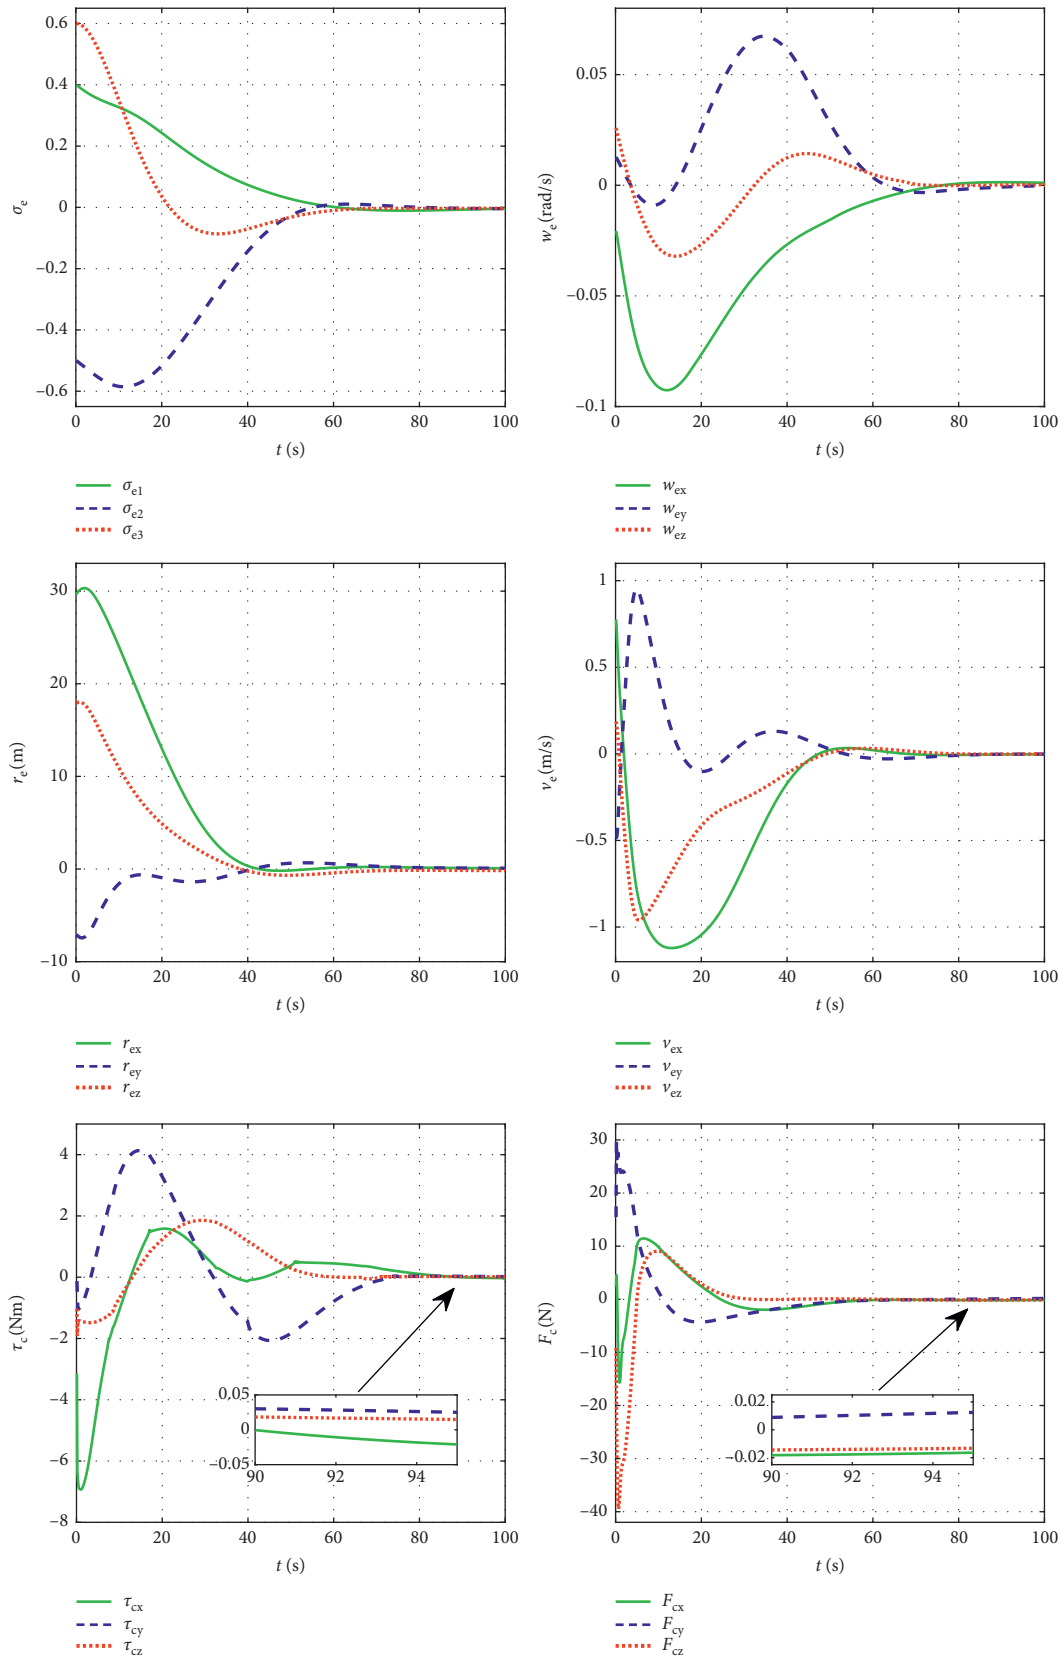 0.6
0.4
0.2
0
−0.2
−0.4
−0.6
σe
0 20 40 60 80 100
t (s)
σe1
σe2
σe3
0.05
0
−0.05
−0.1
we (rad/s)
0 20 40 60 80 100
t (s)
wex
wey
wez
30
20
10
0
−10
re (m)
0 20 40 60 80 100
t (s)
rex
rey
rez
1
0.5
0
−0.5
−1
ve (m/s)
0 20 40 60 80 100
t (s)
vex
vey
vez
4
2
0
−2
−4
−6
−8
τc (Nm)
0.05
0
−0.05
90 92 94
0 20 40 60 80 100
t (s)
τcx
τcy
τcz
30
20
10
0
−10
−20
−30
−40
Fc (N)
0.02
0
−0.02
90 92 94
0 20 40 60 80 100
t (s)
Fcx
Fcy
Fcz